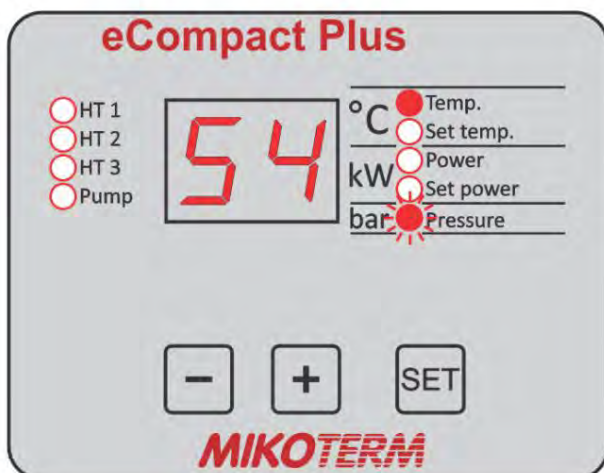 eCompact Plus
HT 1
HT 2
HT 3
Pump
54
°C
Temp.
Set temp.
kW
Power
Set power
bar
Pressure
-
+
SET
MIKOTERM